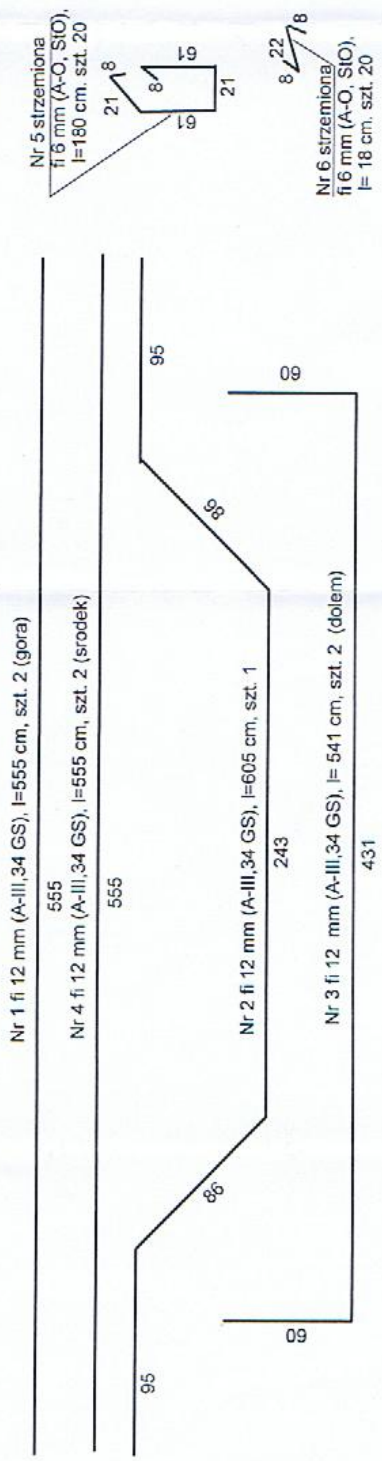 Nr 1 fi 12 mm (A-III,34 GS), l=555 cm, szt. 2 (gora)
555
Nr 4 fi 12 mm (A-III,34 GS), l=555 cm, szt. 2 (srodek)
555
95
86
Nr 2 fi 12 mm (A-III,34 GS), l=605 cm, szt. 1
243
86
95
60
Nr 3 fi 12 mm (A-III,34 GS), l= 541 cm, szt. 2 (dolem)
431
60
Nr 5 strzemiona
fi 6 mm (A-O, StO),
l=180 cm. szt. 20
21
8
8
61
61
21
Nr 6 strzemiona
fi 6 mm (A-O, StO),
l= 18 cm. szt. 20
8
22
8